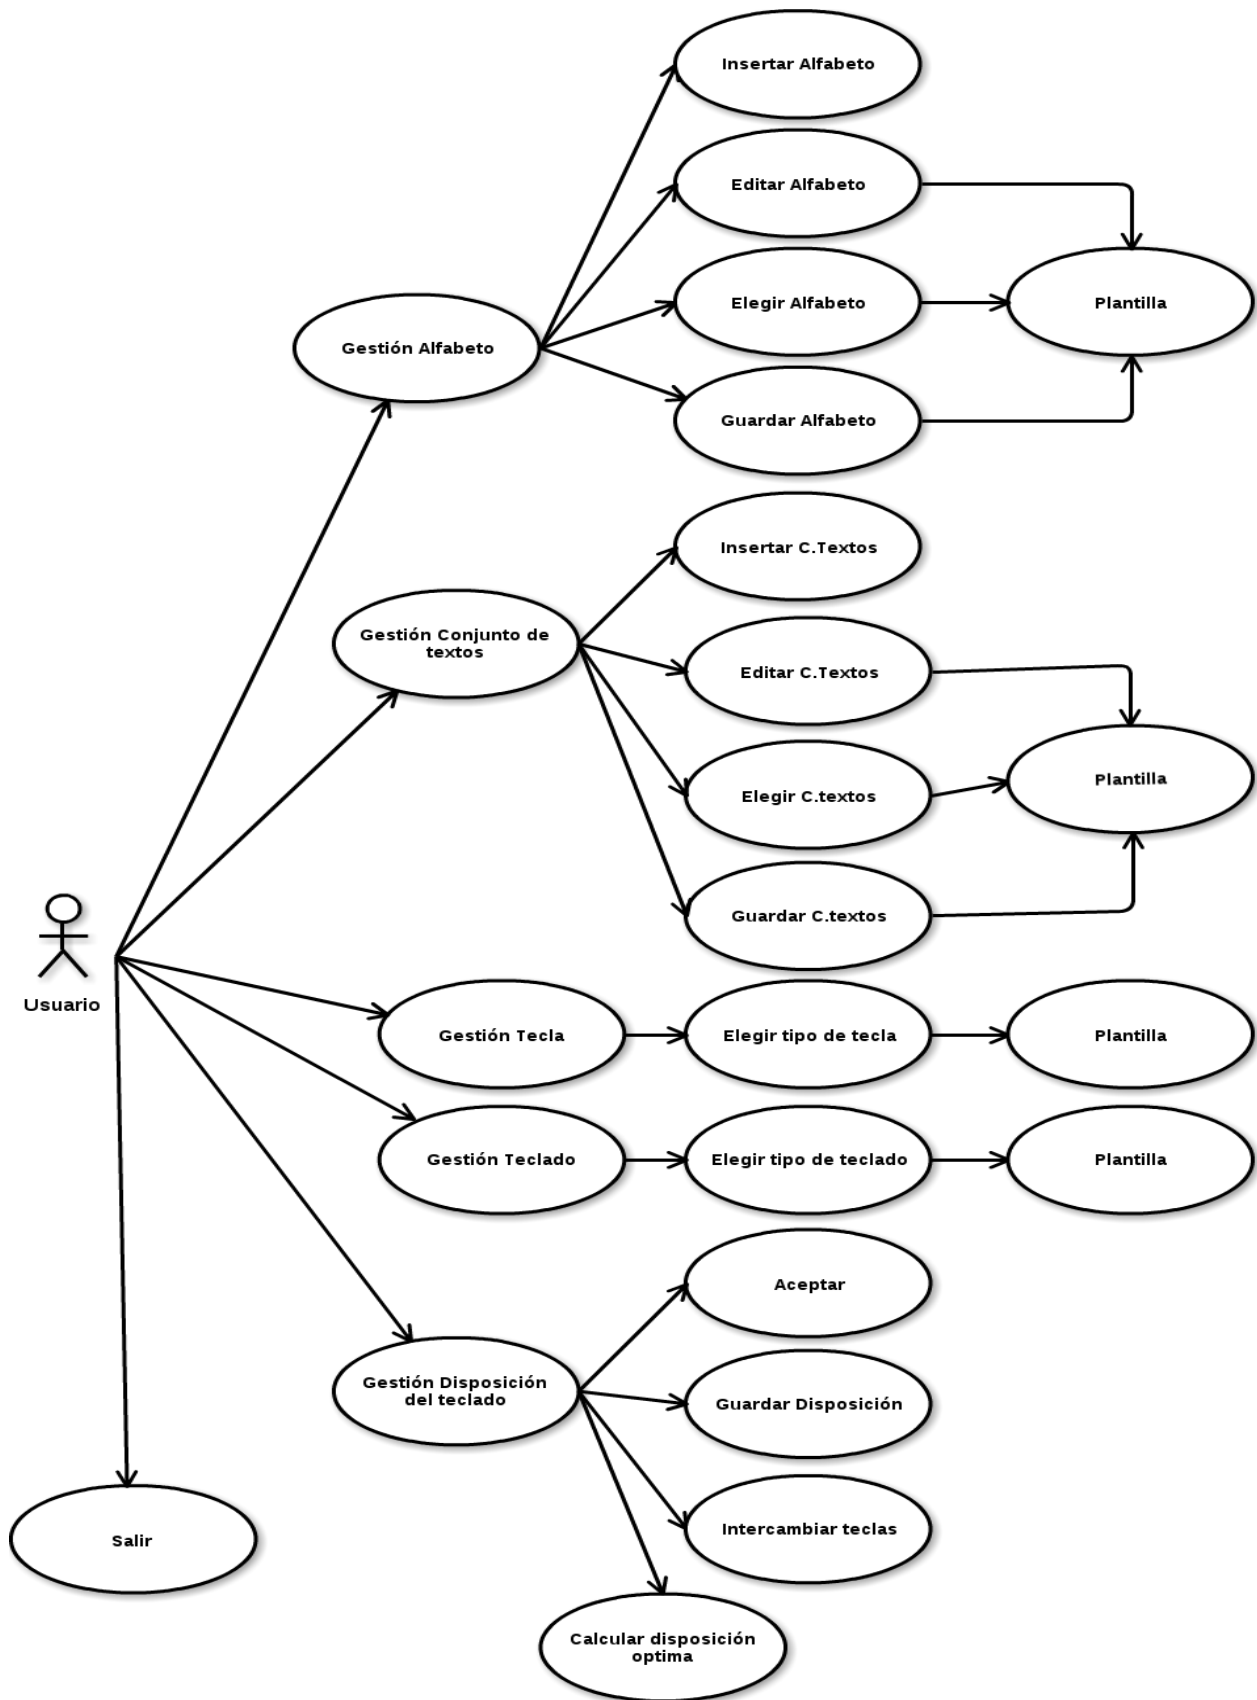 Insertar Alfabeto
Editar Alfabeto
Elegir Alfabeto
Plantilla
Gestión Alfabeto
Guardar Alfabeto
Insertar C.Textos
Gestión Conjunto de
textos
Editar C.Textos
Elegir C.textos
Plantilla
Guardar C.textos
Usuario
Gestión Tecla
Elegir tipo de tecla
Plantilla
Gestión Teclado
Elegir tipo de teclado
Plantilla
Aceptar
Gestión Disposición
del teclado
Guardar Disposición
Intercambiar teclas
Salir
Calcular disposición
optima